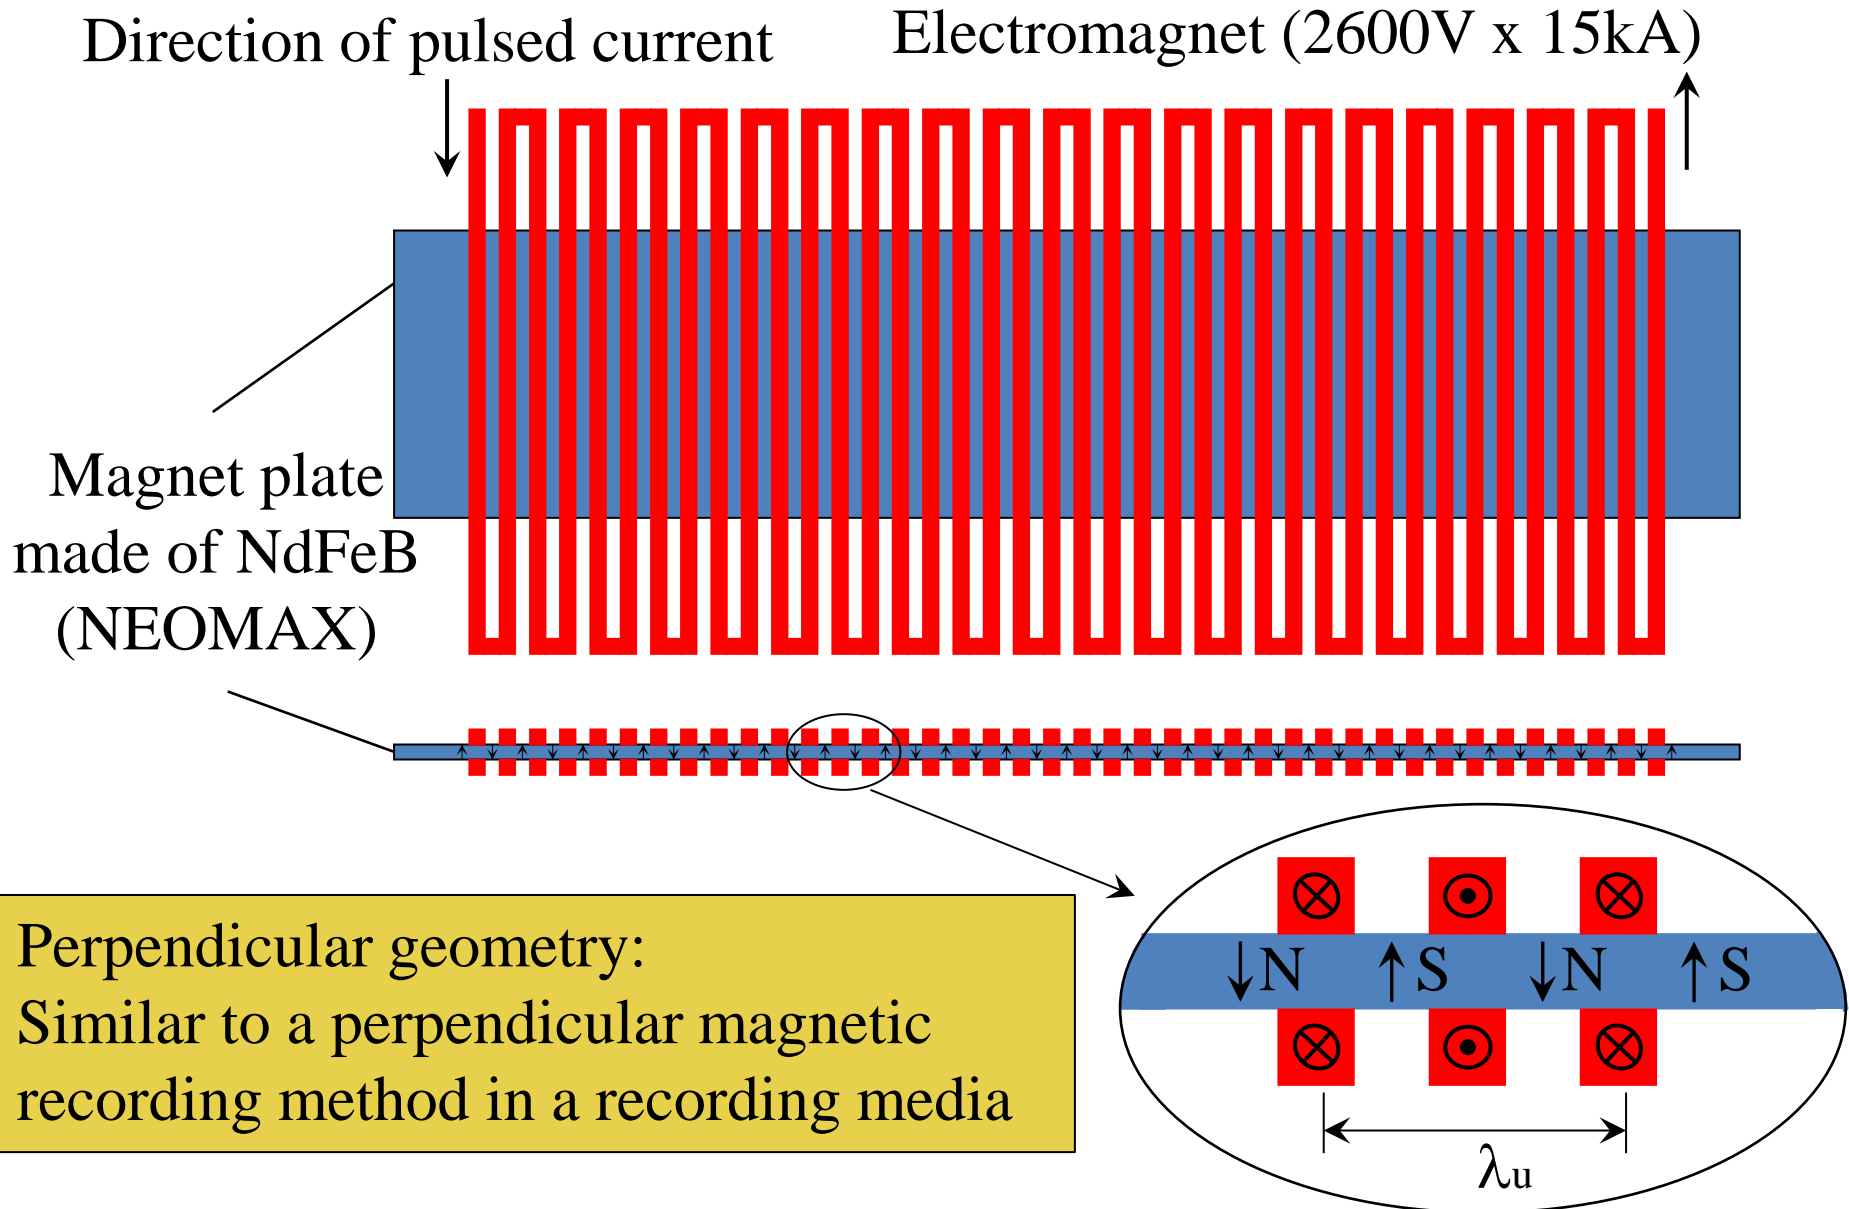 Direction of pulsed current
Electromagnet (2600V x 15kA)
Magnet plate
made of NdFeB
(NEOMAX)
N S N S
λu
Perpendicular geometry:
Similar to a perpendicular magnetic
recording method in a recording media